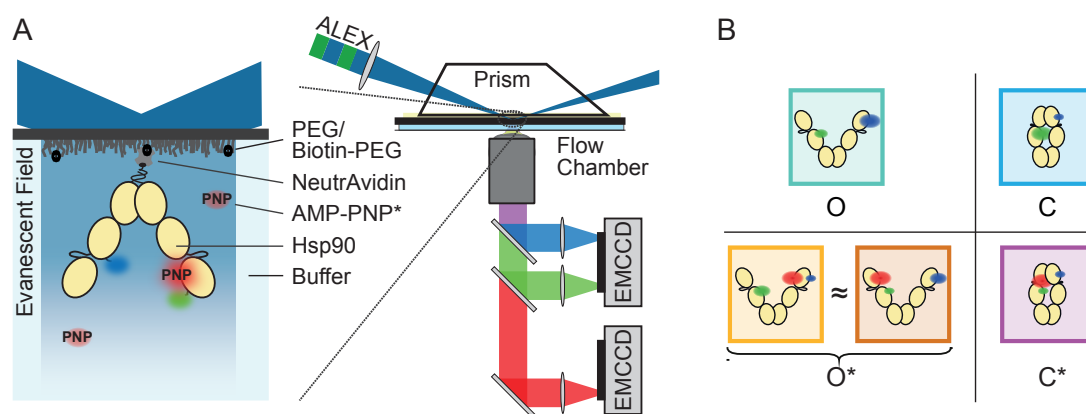 A
ALEX
Prism
PEG/
Biotin-PEG
NeutrAvidin
AMP-PNP*
Hsp90
Buffer
Evanescent Field
PNP
PNP
PNP
Flow
Chamber
EMCCD
EMCCD
B
O
C
≈
O*
C*